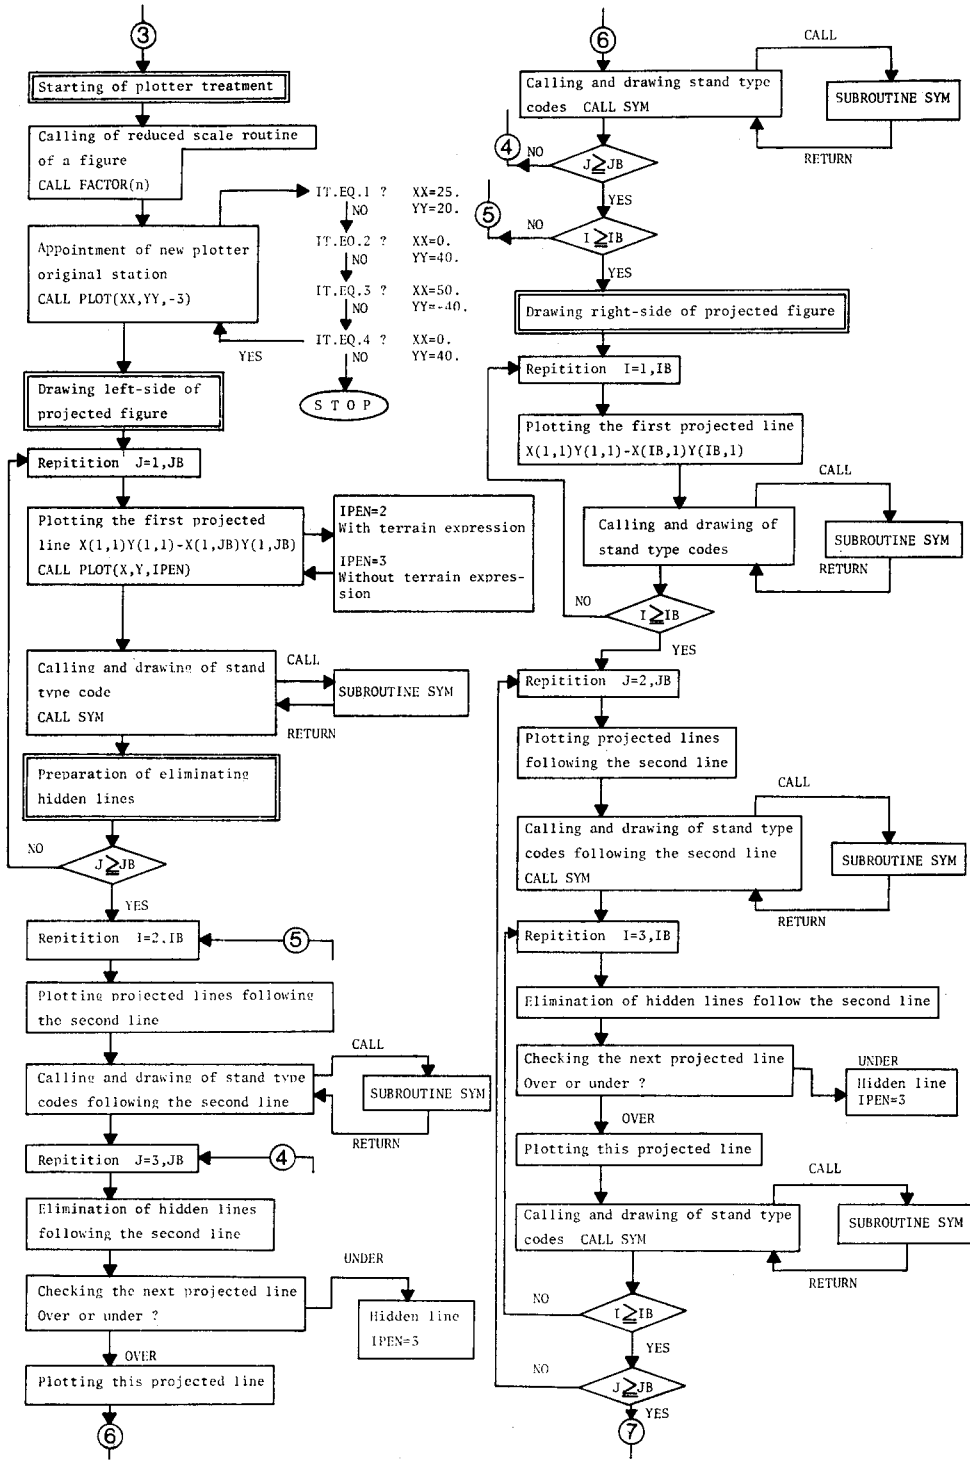 3
Starting of plotter treatment
Calling of reduced scale routine
of a figure
CALL FACTOR(n)
Appointment of new plotter
original station
CALL PLOT(XX,YY,-3)
IT.EQ.1 ? XX=25.
NO YY=20.
IT.EQ.2 ? XX=0.
NO YY=40.
IT.EQ.3 ? XX=50.
NO YY=-40.
IT.EQ.4 ? XX=0.
YES NO YY=40.
S T O P
Drawing left-side of
projected figure
Repitition J=1,JB
Plotting the first projected
line X(1,1)Y(1,1)-X(1,JB)Y(1,JB)
CALL PLOT(X,Y,IPEN)
IPEN=2
With terrain expression
IPEN=3
Without terrain expres-
sion
Calling and drawing of stand
type code
CALL SYM
CALL
SUBROUTINE SYM
RETURN
Preparation of eliminating
hidden lines
NO
J≧JB
YES
Repitition I=2,IB
5
Plotting projected lines following
the second line
Calling and drawing of stand type
codes following the second line
CALL
SUBROUTINE SYM
RETURN
Repitition J=3,JB
4
Elimination of hidden lines
following the second line
Checking the next projected line
Over or under ?
UNDER
Hidden line
IPEN=3
OVER
Plotting this projected line
6
6
Calling and drawing stand type
codes CALL SYM
CALL
SUBROUTINE SYM
RETURN
4
NO
J≧JB
YES
5
NO
I≧IB
YES
Drawing right-side of projected figure
Repitition I=1,IB
Plotting the first projected line
X(1,1)Y(1,1)-X(IB,1)Y(IB,1)
Calling and drawing of
stand type codes
CALL
SUBROUTINE SYM
RETURN
NO
I≧IB
YES
Repitition J=2,JB
Plotting projected lines
following the second line
Calling and drawing of stand type
codes following the second line
CALL SYM
CALL
SUBROUTINE SYM
RETURN
Repitition I=3,IB
Elimination of hidden lines follow the second line
Checking the next projected line
Over or under ?
UNDER
Hidden line
IPEN=3
OVER
Plotting this projected line
Calling and drawing of stand type
codes CALL SYM
CALL
SUBROUTINE SYM
RETURN
NO
I≧IB
YES
NO
J≧JB
YES
7